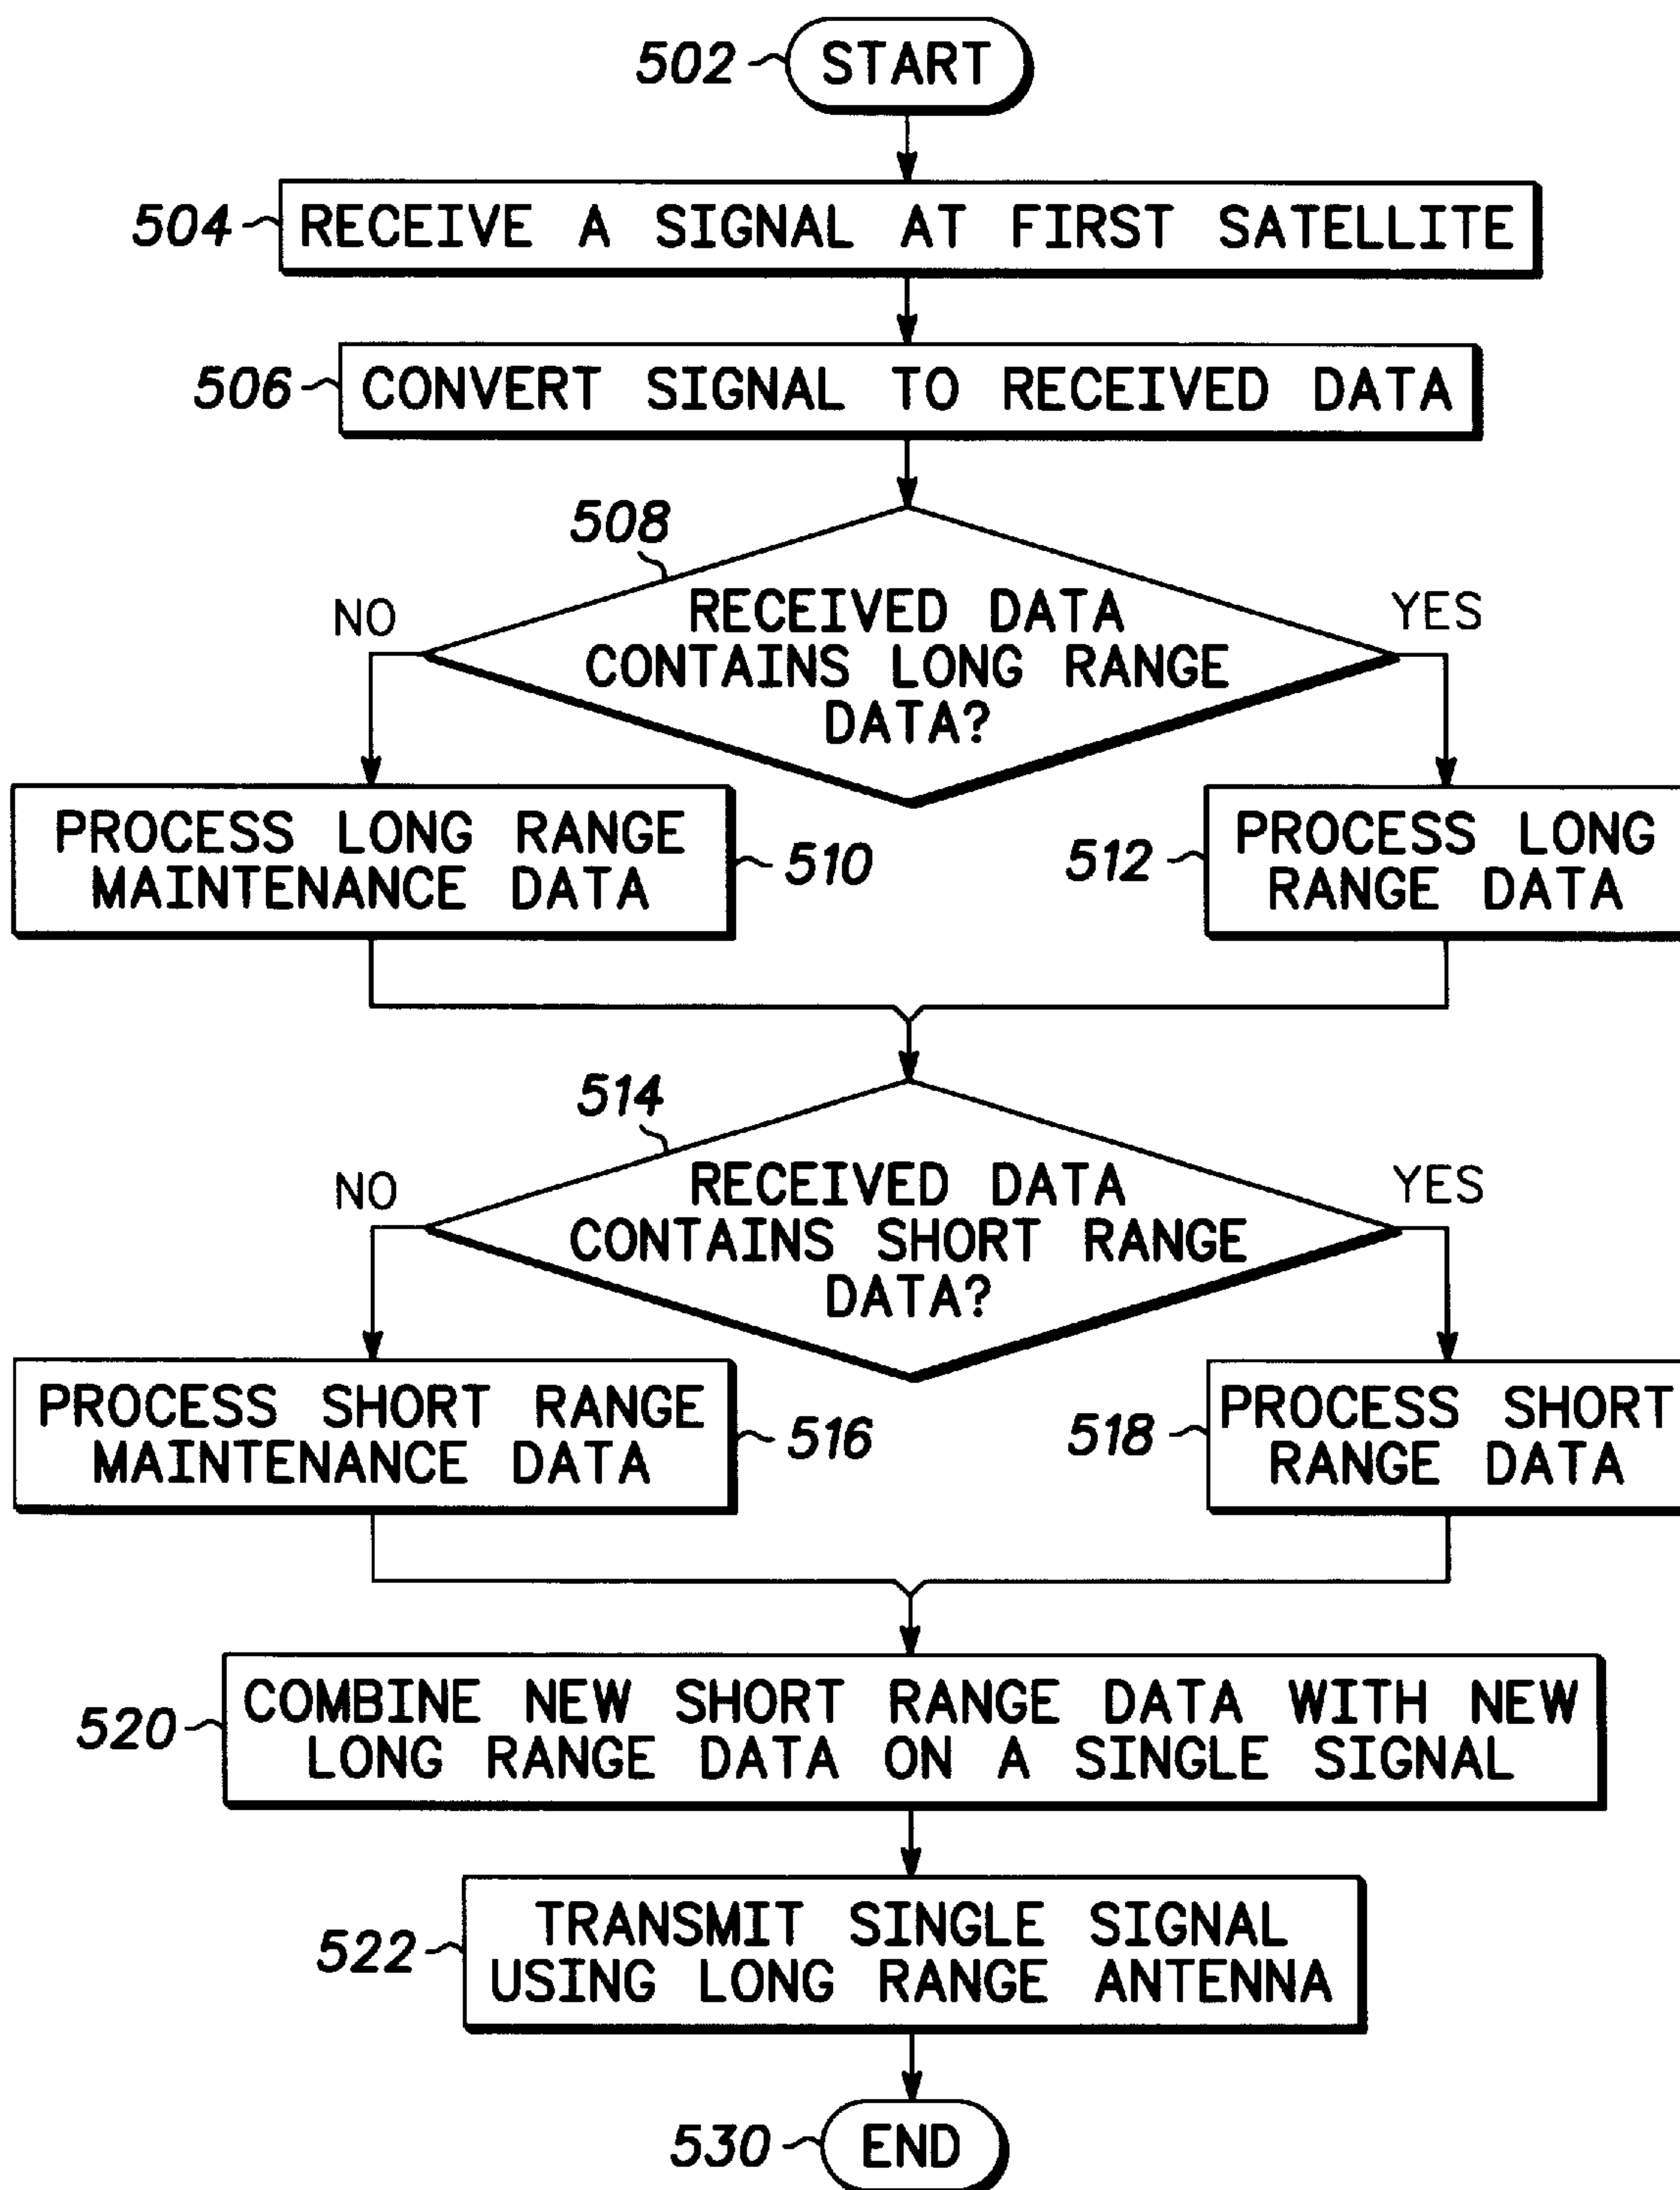 502
START
504
RECEIVE A SIGNAL AT FIRST SATELLITE
506
CONVERT SIGNAL TO RECEIVED DATA
508
RECEIVED DATA
CONTAINS LONG RANGE
DATA?
NO
YES
PROCESS LONG RANGE
MAINTENANCE DATA
510
512
PROCESS LONG
RANGE DATA
514
RECEIVED DATA
CONTAINS SHORT RANGE
DATA?
NO
YES
PROCESS SHORT RANGE
MAINTENANCE DATA
516
518
PROCESS SHORT
RANGE DATA
520
COMBINE NEW SHORT RANGE DATA WITH NEW
LONG RANGE DATA ON A SINGLE SIGNAL
522
TRANSMIT SINGLE SIGNAL
USING LONG RANGE ANTENNA
530
END